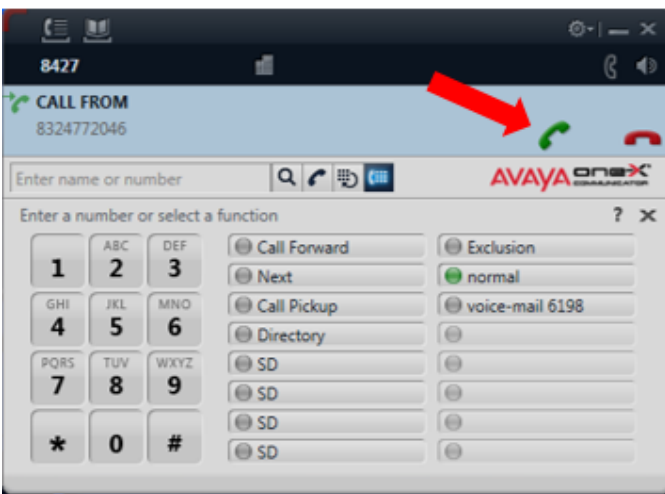 8427
CALL FROM
8324772046
Enter name or number
AVAYA one-X
COMMUNICATOR
Enter a number or select a function ?
1
ABC
2
DEF
3
GHI
4
JKL
5
MNO
6
PQRS
7
TUV
8
WXYZ
9
*
0
#
Call Forward
Next
Call Pickup
Directory
SD
SD
SD
SD
Exclusion
normal
voice-mail 6198